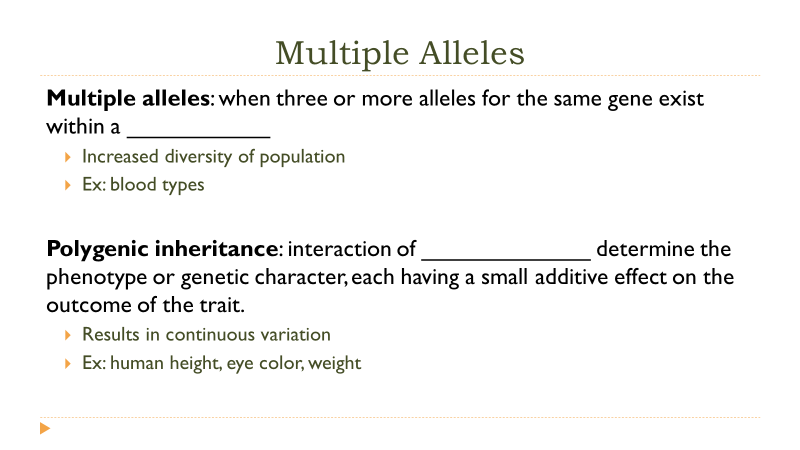 Multiple Alleles
Multiple alleles: when three or more alleles for the same gene exist
within a ____________
Increased diversity of population
Ex: blood types
Polygenic inheritance: interaction of ______________ determine the
phenotype or genetic character, each having a small additive effect on the
outcome of the trait.
Results in continuous variation
Ex: human height, eye color, weight